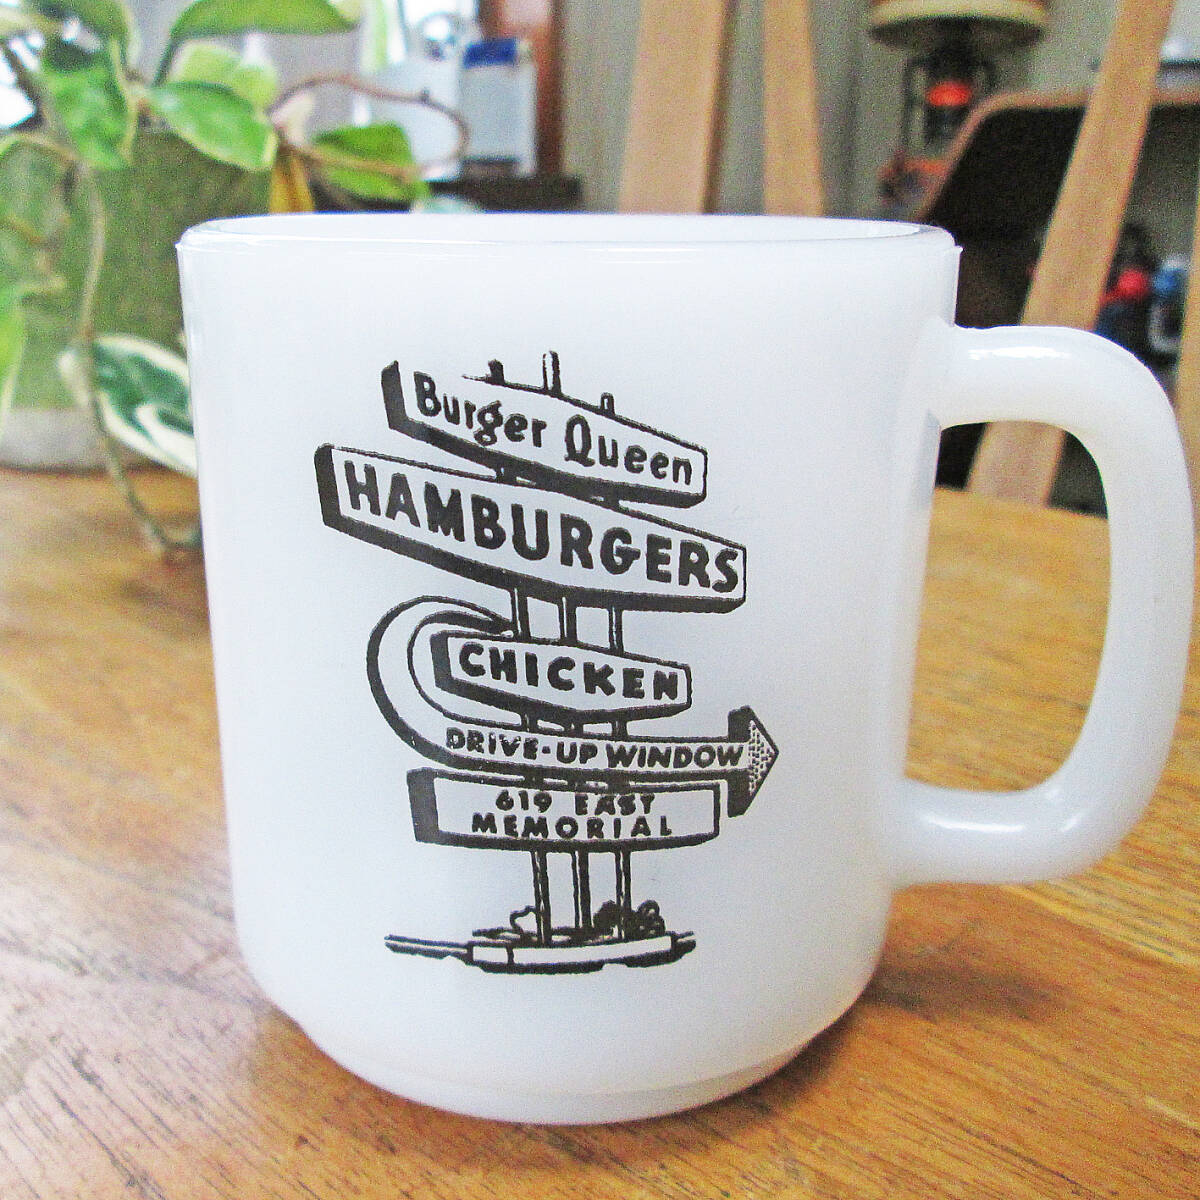 Burger Queen
HAMBURGERS
CHICKEN
DRIVE-UP WINDOW
619 EAST
MEMORIAL